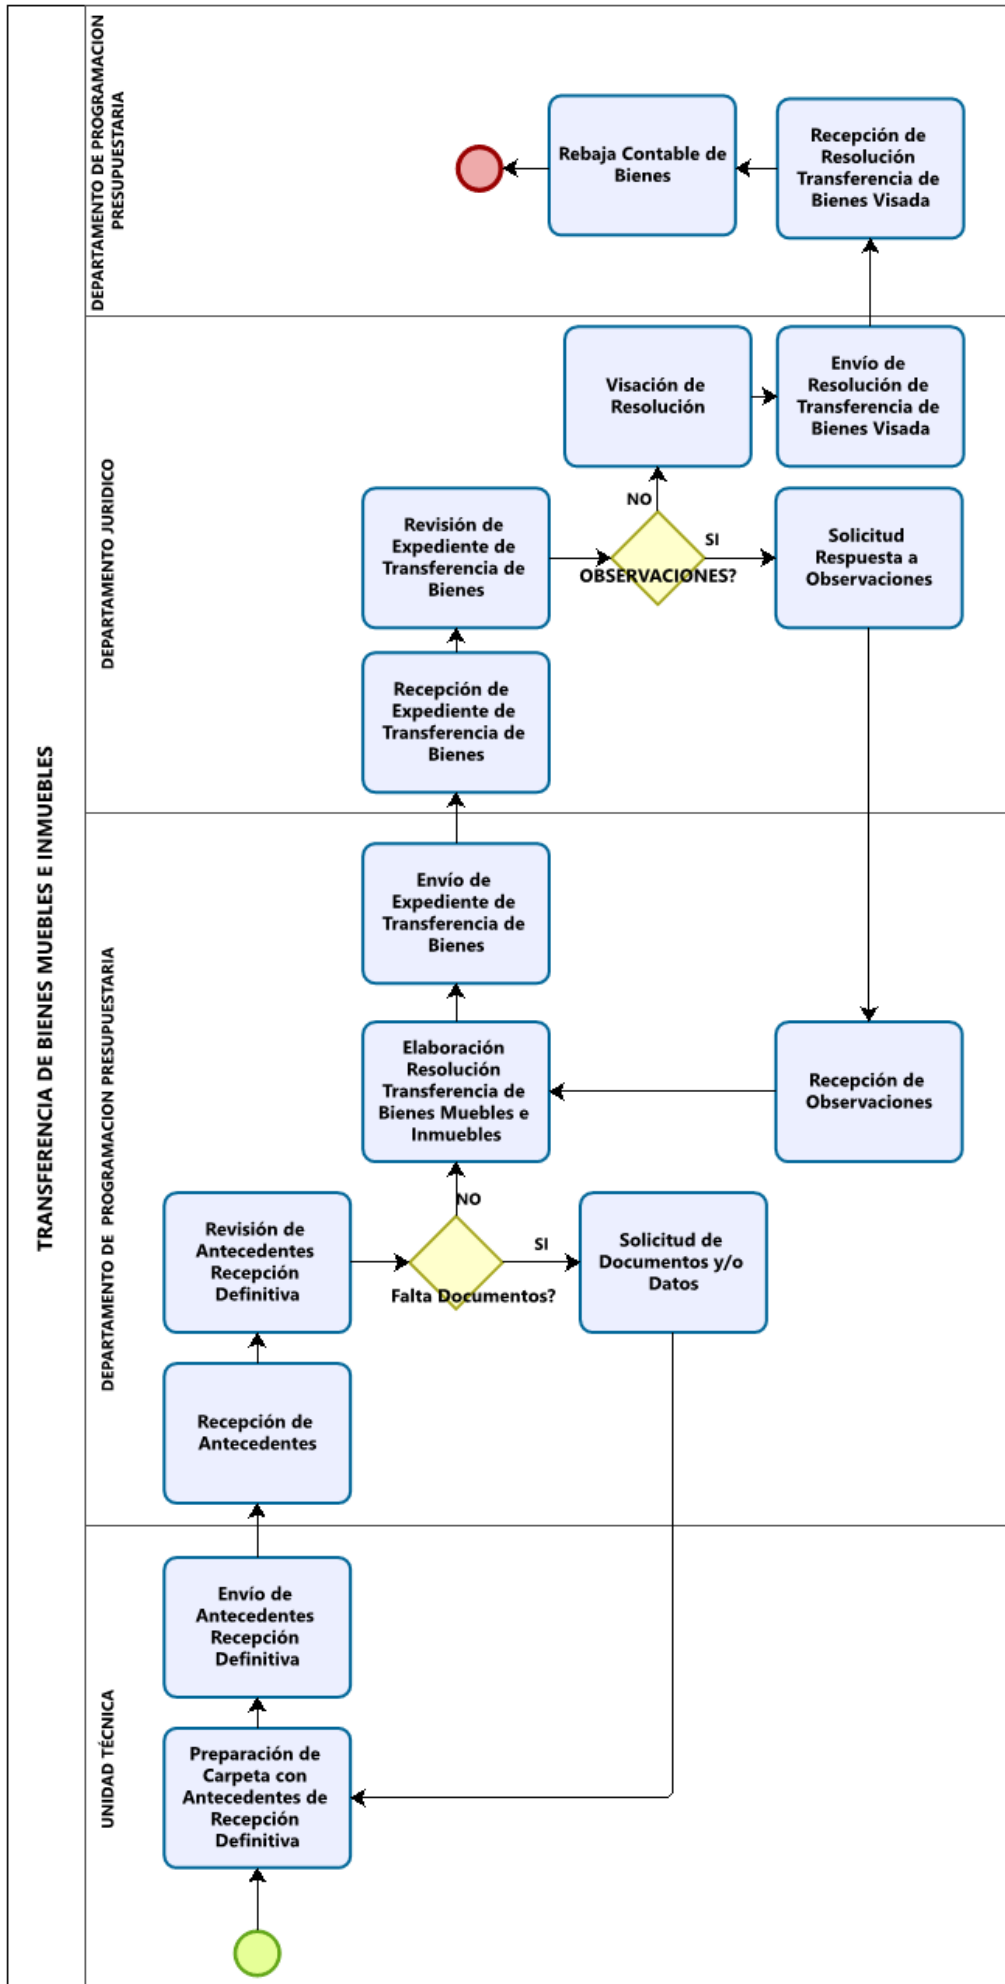 TRANSFERENCIA DE BIENES MUEBLES E INMUEBLES
DEPARTAMENTO DE PROGRAMACION
PRESUPUESTARIA
Rebaja Contable de
Bienes
Recepción de
Resolución
Transferencia de
Bienes Visada
DEPARTAMENTO JURIDICO
Visación de
Resolución
Envío de
Resolución de
Transferencia de
Bienes Visada
NO
SI
OBSERVACIONES?
Revisión de
Expediente de
Transferencia de
Bienes
Solicitud
Respuesta a
Observaciones
Recepción de
Expediente de
Transferencia de
Bienes
DEPARTAMENTO DE PROGRAMACION PRESUPUESTARIA
Envío de
Expediente de
Transferencia de
Bienes
Elaboración
Resolución
Transferencia de
Bienes Muebles e
Inmuebles
Recepción de
Observaciones
NO
SI
Falta Documentos?
Revisión de
Antecedentes
Recepción
Definitiva
Solicitud de
Documentos y/o
Datos
Recepción de
Antecedentes
UNIDAD TÉCNICA
Envío de
Antecedentes
Recepción
Definitiva
Preparación de
Carpeta con
Antecedentes de
Recepción
Definitiva